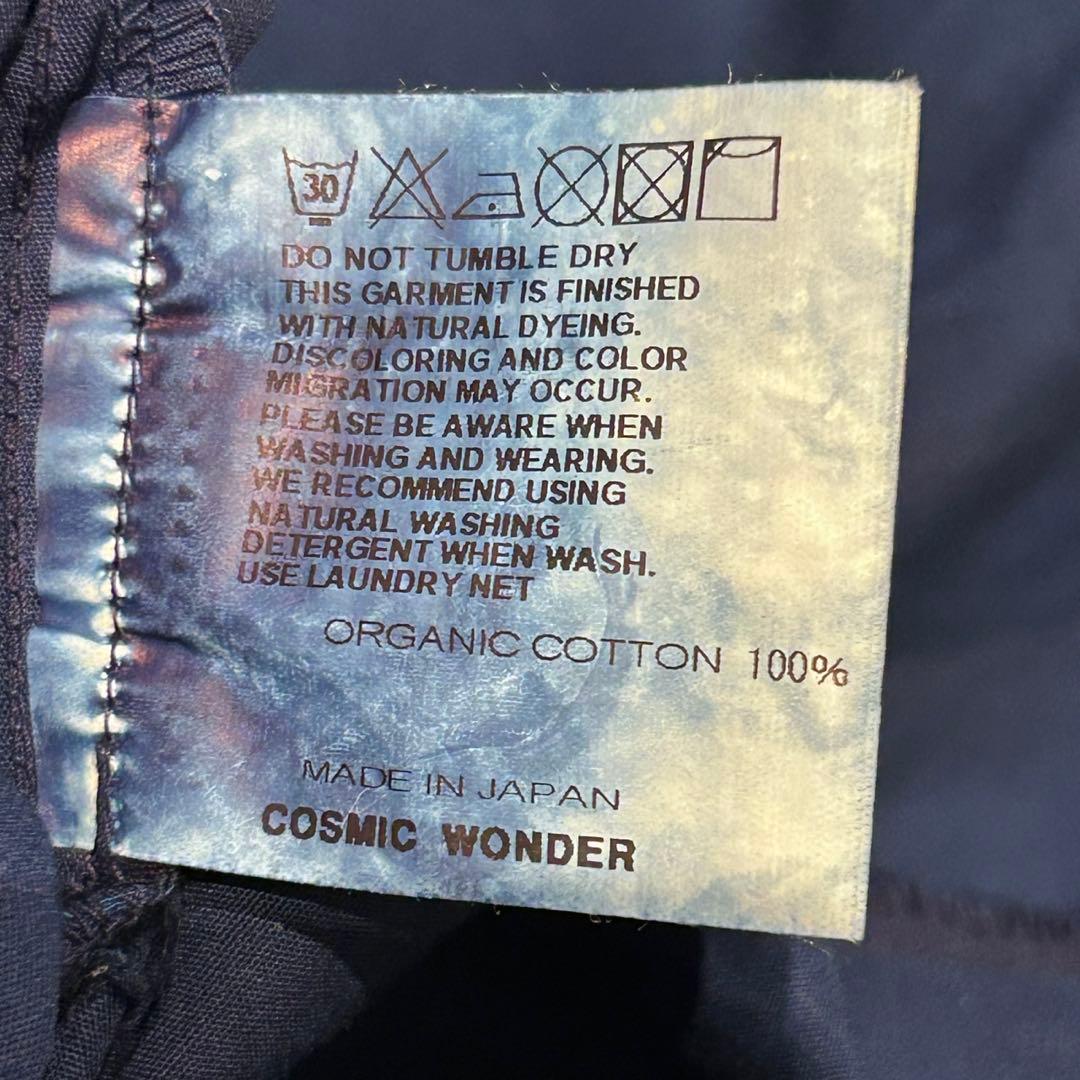 30
DO NOT TUMBLE DRY
THIS GARMENT IS FINISHED
WITH NATURAL DYEING.
DISCOLORING AND COLOR
MIGRATION MAY OCCUR.
PLEASE BE AWARE WHEN
WASHING AND WEARING.
WE RECOMMEND USING
NATURAL WASHING
DETERGENT WHEN WASH.
USE LAUNDRY NET
ORGANIC COTTON 100%
MADE IN JAPAN
COSMIC WONDER